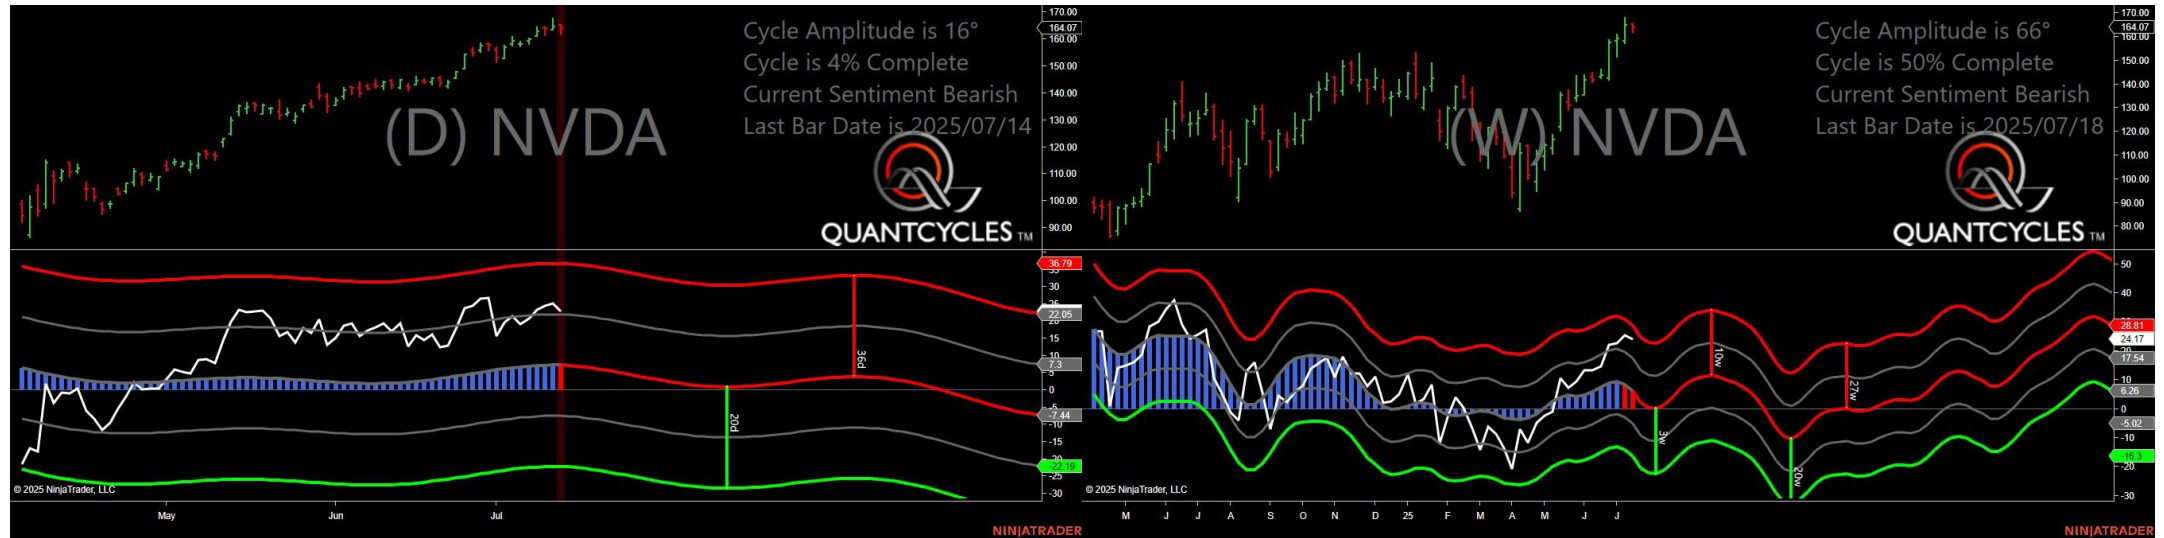 Cycle Amplitude is 16°
Cycle is 4% Complete
Current Sentiment Bearish
Last Bar Date is 2025/07/14
(D) NVDA
QUANTCYCLES TM
170.00
164.07
160.00
150.00
140.00
130.00
120.00
110.00
100.00
90.00
36.79
30
22.05
15
10
7.3
5
0
-7.44
-10
-15
-22.19
-25
-30
20d
36d
© 2025 NinjaTrader, LLC
May Jun Jul
NINJATRADER
Cycle Amplitude is 66°
Cycle is 50% Complete
Current Sentiment Bearish
Last Bar Date is 2025/07/18
(W) NVDA
QUANTCYCLES TM
170.00
164.07
160.00
150.00
140.00
130.00
120.00
110.00
100.00
90.00
80.00
50
40
28.81
24.17
17.54
10
6.26
0
-5.02
-10
-16.3
-20
-30
3w
10w
20w
27w
© 2025 NinjaTrader, LLC
M J J A S O N D 25 F M A M J J
NINJATRADER